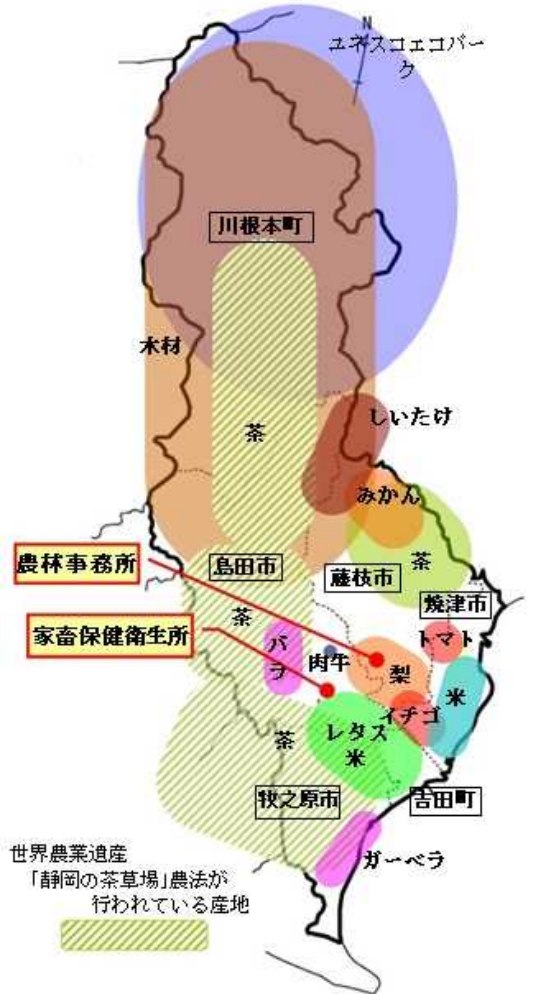 N
ユネスコエコパー
ク
川根本町
木材
茶
しいたけ
みかん
農林事務所
島田市
藤枝市
茶
焼津市
家畜保健衛生所
茶
バラ
肉牛
トマト
梨
米
イチゴ
レタス
米
茶
牧之原市
吉田町
ガーベラ
世界農業遺産
「静岡の茶草場」農法が
行われている産地